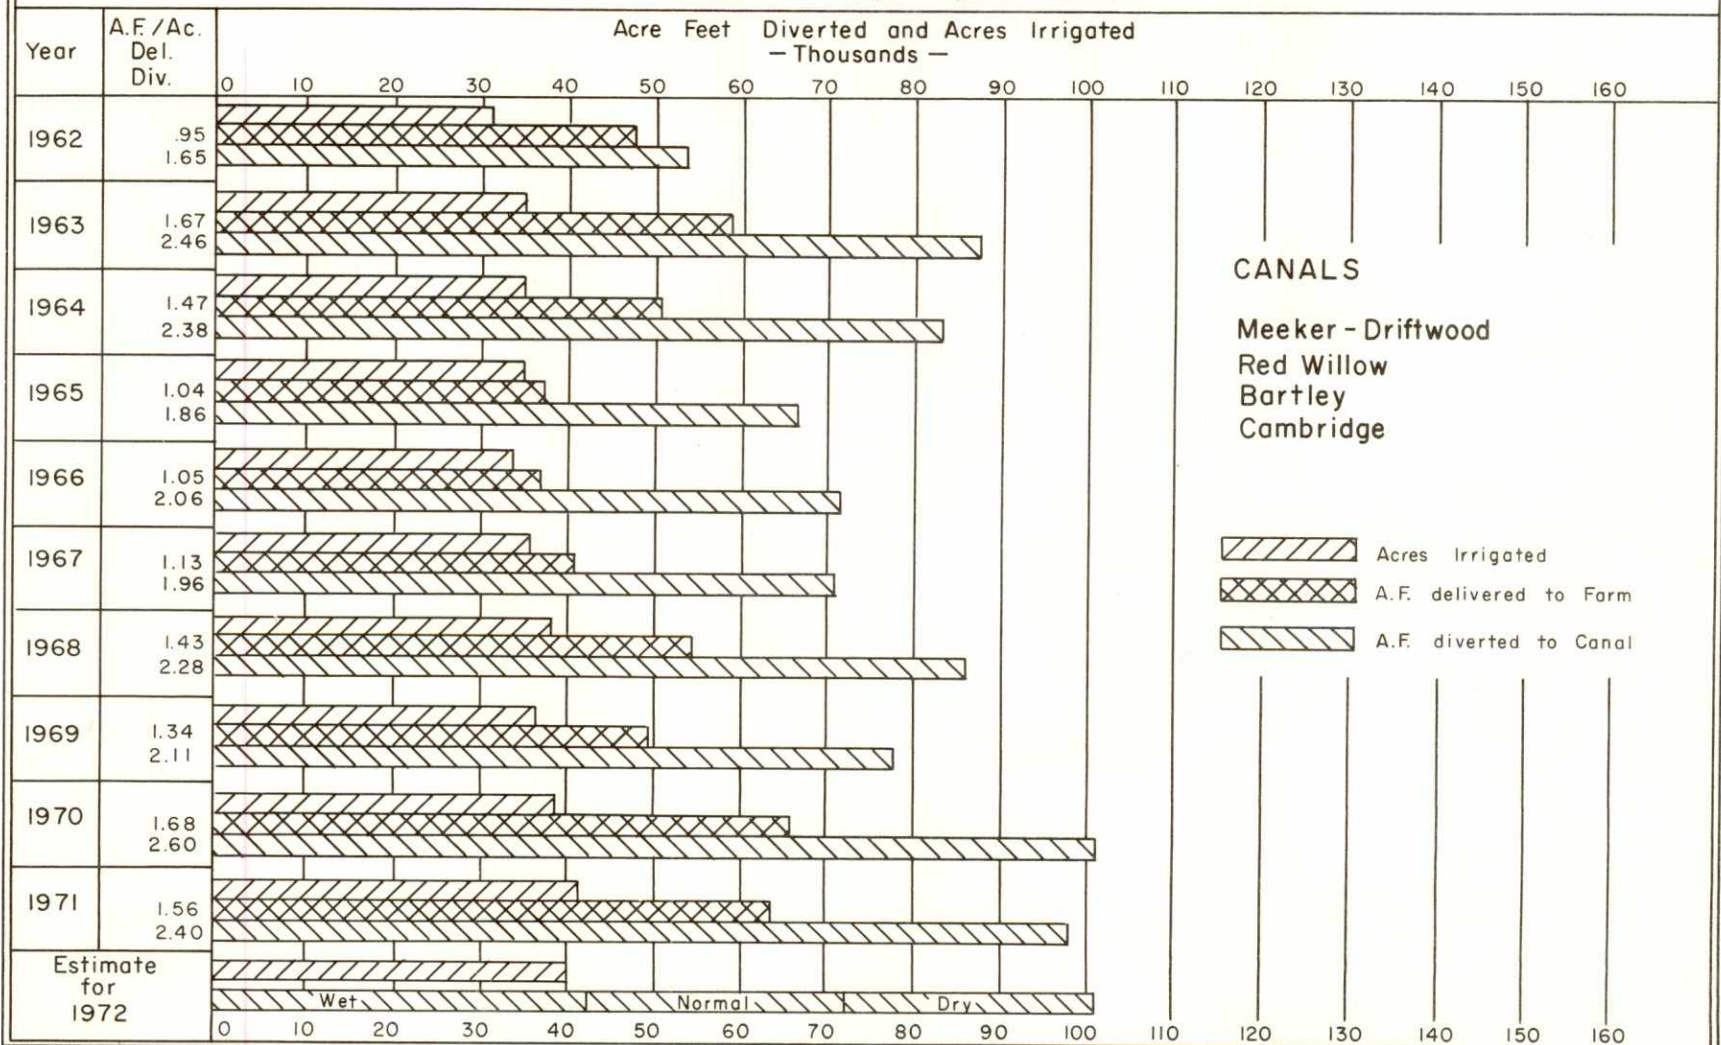 Year
A.F./Ac.
Del.
Div.
Acre Feet Diverted and Acres Irrigated
— Thousands —
0 10 20 30 40 50 60 70 80 90 100 110 120 130 140 150 160
1962
.95
1.65
1963
1.67
2.46
1964
1.47
2.38
1965
1.04
1.86
1966
1.05
2.06
1967
1.13
1.96
1968
1.43
2.28
1969
1.34
2.11
1970
1.68
2.60
1971
1.56
2.40
Estimate
for
1972
Wet Normal Dry
0 10 20 30 40 50 60 70 80 90 100 110 120 130 140 150 160
CANALS
Meeker - Driftwood
Red Willow
Bartley
Cambridge
Acres Irrigated
A.F. delivered to Farm
A.F. diverted to Canal